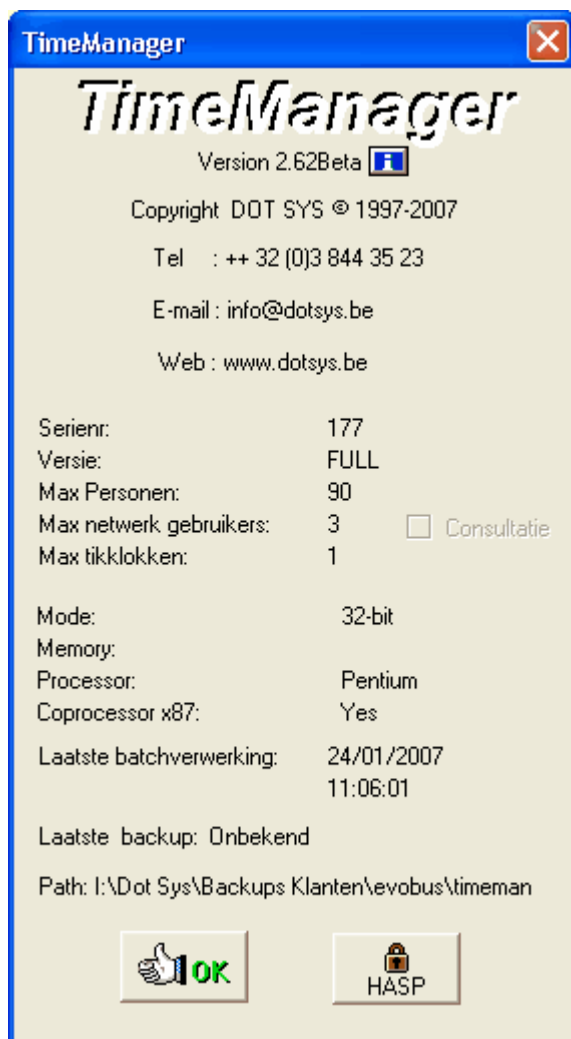 TimeManager
TimeManager
Version 2.62Beta
Copyright DOT SYS © 1997-2007
Tel : ++ 32 (0)3 844 35 23
E-mail : info@dotsys.be
Web : www.dotsys.be
Serienr: 177
Versie: FULL
Max Personen: 90
Max netwerk gebruikers: 3 Consultatie
Max tikklokken: 1
Mode: 32-bit
Memory:
Processor: Pentium
Coprocessor x87: Yes
Laatste batchverwerking: 24/01/2007
11:06:01
Laatste backup: Onbekend
Path: I:\Dot Sys\Backups Klanten\evobus\timeman
OK
HASP